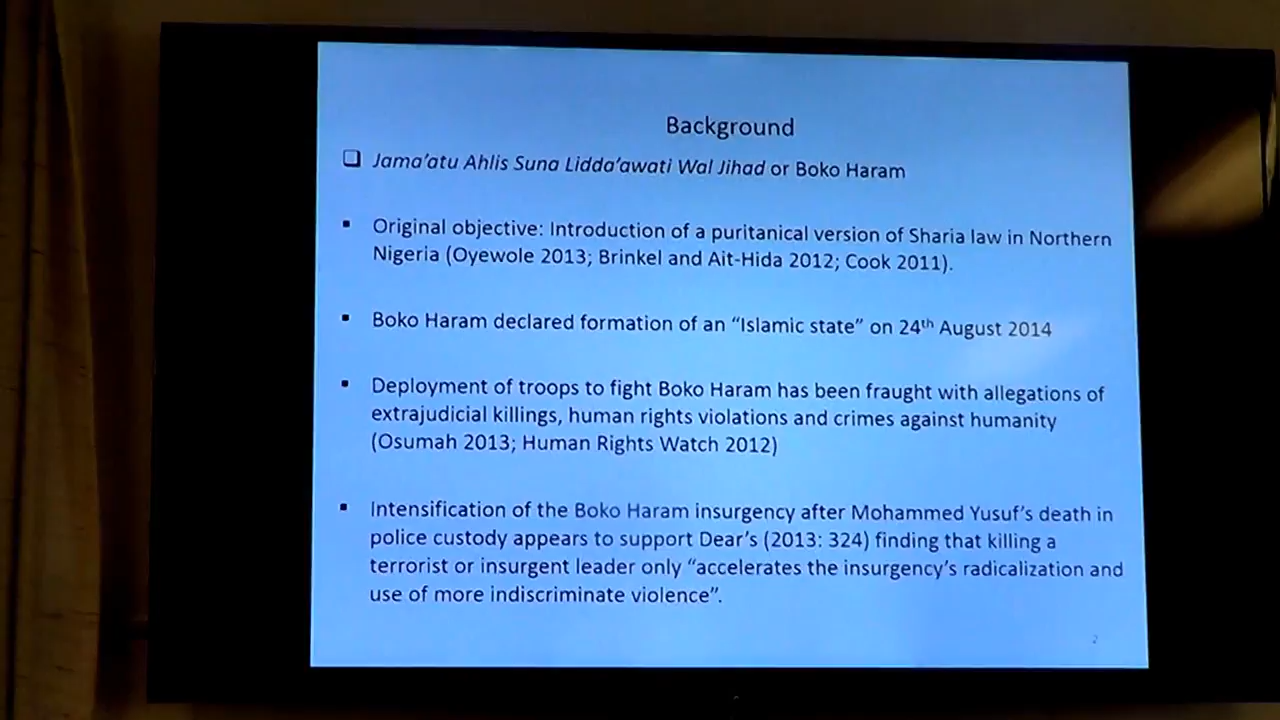 Background
❑ Jama’atu Ahlis Suna Lidda’awati Wal Jihad or Boko Haram
▪ Original objective: Introduction of a puritanical version of Sharia law in Northern
Nigeria (Oyewole 2013; Brinkel and Ait-Hida 2012; Cook 2011).
▪ Boko Haram declared formation of an “Islamic state” on 24th August 2014
▪ Deployment of troops to fight Boko Haram has been fraught with allegations of
extrajudicial killings, human rights violations and crimes against humanity
(Osumah 2013; Human Rights Watch 2012)
▪ Intensification of the Boko Haram insurgency after Mohammed Yusuf’s death in
police custody appears to support Dear’s (2013: 324) finding that killing a
terrorist or insurgent leader only “accelerates the insurgency’s radicalization and
use of more indiscriminate violence”.
2